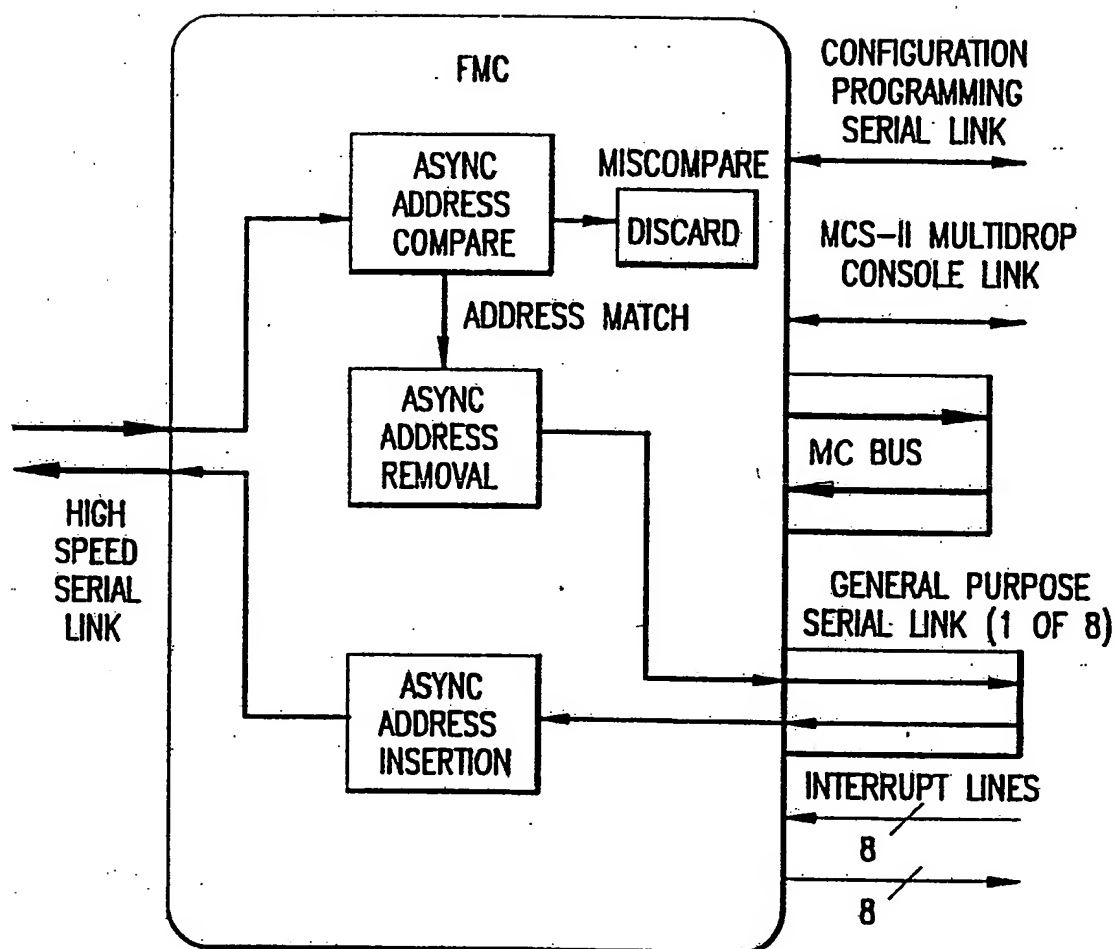 FMC
CONFIGURATION
PROGRAMMING
SERIAL LINK
ASYNC
ADDRESS
COMPARE
MISCOMPARE
DISCARD
MCS-II MULTIDROP
CONSOLE LINK
ADDRESS MATCH
ASYNC
ADDRESS
REMOVAL
MC BUS
HIGH
SPEED
SERIAL
LINK
GENERAL PURPOSE
SERIAL LINK (1 OF 8)
ASYNC
ADDRESS
INSERTION
INTERRUPT LINES
8
8